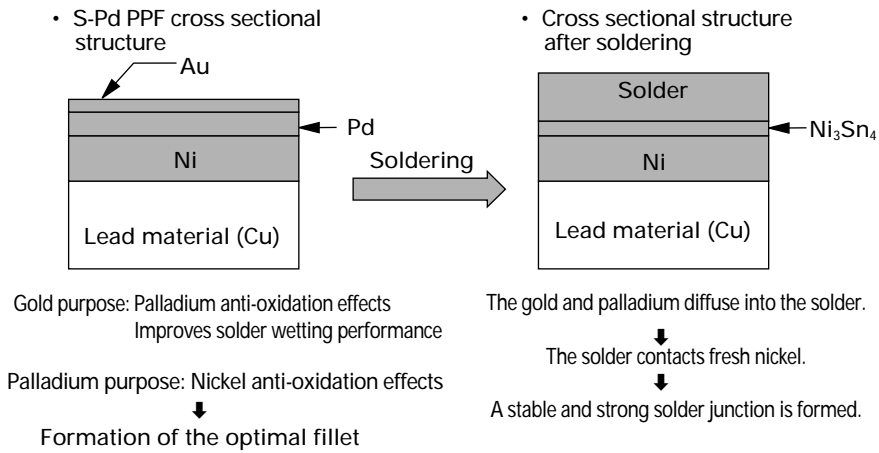 • S-Pd PPF cross sectional
structure
Au
Pd
Ni
Lead material (Cu)
Gold purpose: Palladium anti-oxidation effects
Improves solder wetting performance
Palladium purpose: Nickel anti-oxidation effects
Formation of the optimal fillet
Soldering
• Cross sectional structure
after soldering
Solder
Ni₃Sn₄
Ni
Lead material (Cu)
The gold and palladium diffuse into the solder.
The solder contacts fresh nickel.
A stable and strong solder junction is formed.